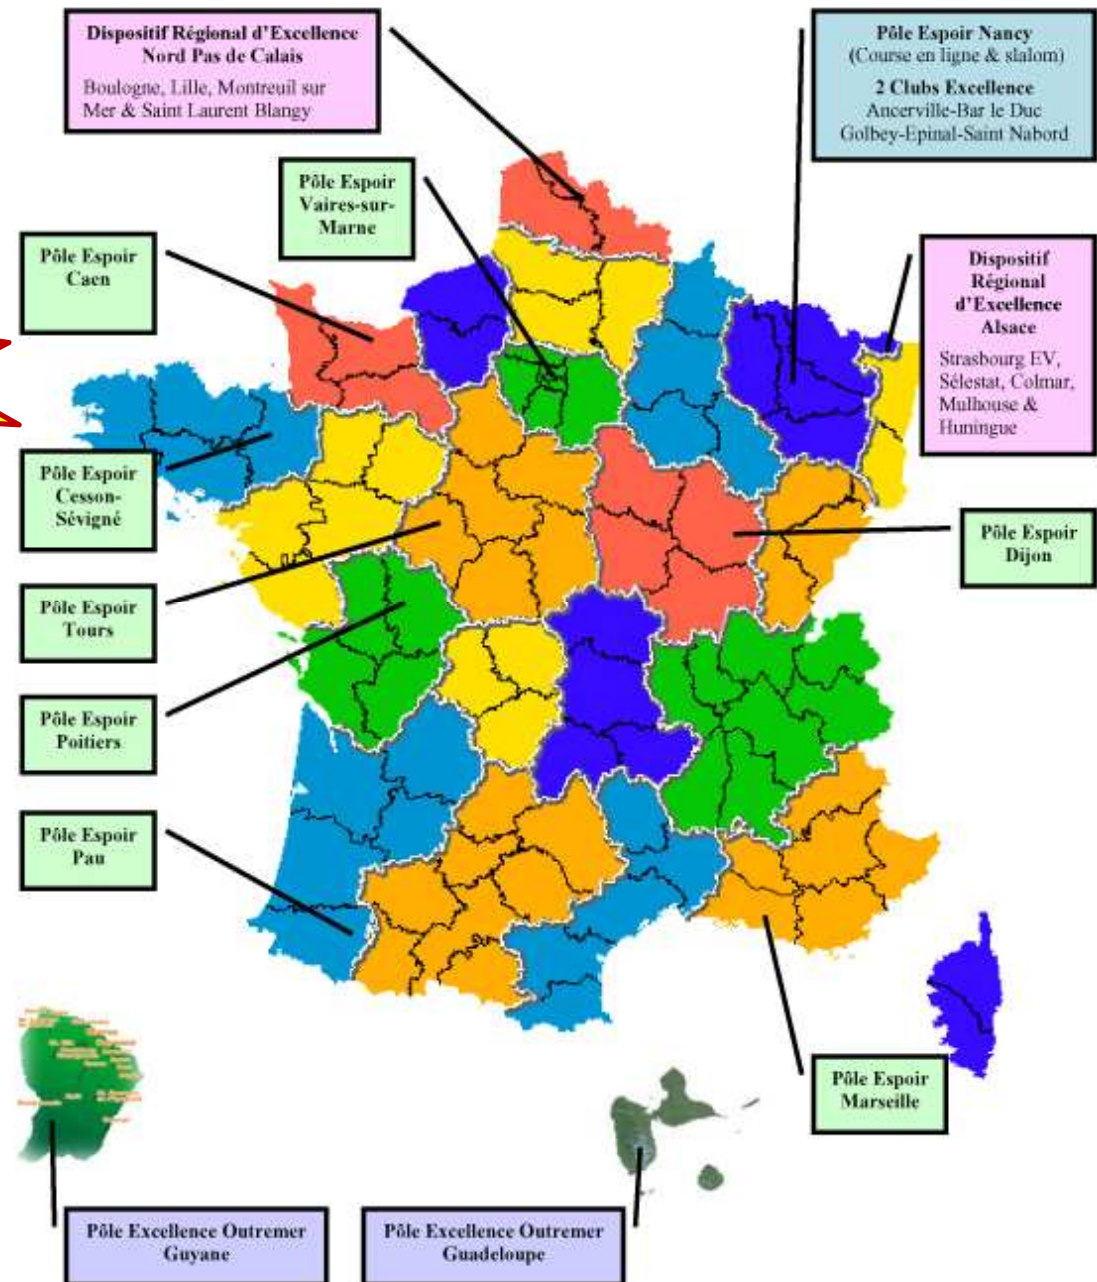 Dispositif Régional d'Excellence
Nord Pas de Calais
Boulogne, Lille, Montreuil sur
Mer & Saint Laurent Blangy
Pôle Espoir Nancy
(Course en ligne & slalom)
2 Clubs Excellence
Ancerville-Bar le Duc
Golbey-Epinal-Saint Nabord
Pôle Espoir
Vaires-sur-
Marne
Pôle Espoir
Caen
Dispositif
Régional
d'Excellence
Alsace
Strasbourg EV,
Sélestat, Colmar,
Mulhouse &
Huningue
Pôle Espoir
Cesson-
Sévigné
Pôle Espoir
Dijon
Pôle Espoir
Tours
Pôle Espoir
Poitiers
Pôle Espoir
Pau
Pôle Espoir
Marseille
Pôle Excellence Outremer
Guyane
Pôle Excellence Outremer
Guadeloupe